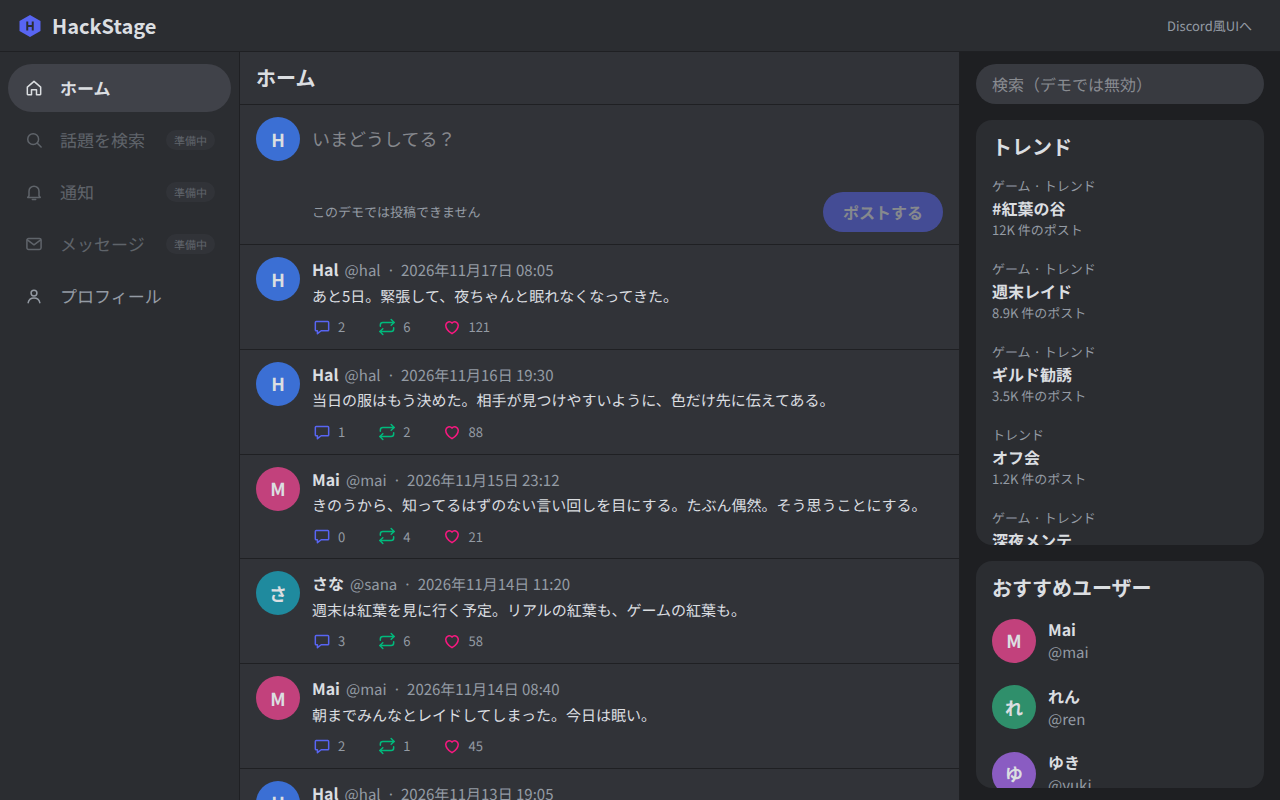 H HackStage
Discord風UIへ
ホーム
話題を検索 準備中
通知 準備中
メッセージ 準備中
プロフィール
ホーム
H いまどうしてる？
このデモでは投稿できません ポストする
H Hal @hal · 2026年11月17日 08:05
あと5日。緊張して、夜ちゃんと眠れなくなってきた。
2 6 121
H Hal @hal · 2026年11月16日 19:30
当日の服はもう決めた。相手が見つけやすいように、色だけ先に伝えてある。
1 2 88
M Mai @mai · 2026年11月15日 23:12
きのうから、知ってるはずのない言い回しを目にする。たぶん偶然。そう思うことにする。
0 4 21
さ さな @sana · 2026年11月14日 11:20
週末は紅葉を見に行く予定。リアルの紅葉も、ゲームの紅葉も。
3 6 58
M Mai @mai · 2026年11月14日 08:40
朝までみんなとレイドしてしまった。今日は眠い。
2 1 45
H Hal @hal · 2026年11月13日 19:05
検索（デモでは無効）
トレンド
ゲーム · トレンド
#紅葉の谷
12K 件のポスト
ゲーム · トレンド
週末レイド
8.9K 件のポスト
ゲーム · トレンド
ギルド勧誘
3.5K 件のポスト
トレンド
オフ会
1.2K 件のポスト
ゲーム · トレンド
深夜メンテ
おすすめユーザー
M Mai
@mai
れ れん
@ren
ゆ ゆき
@yuki